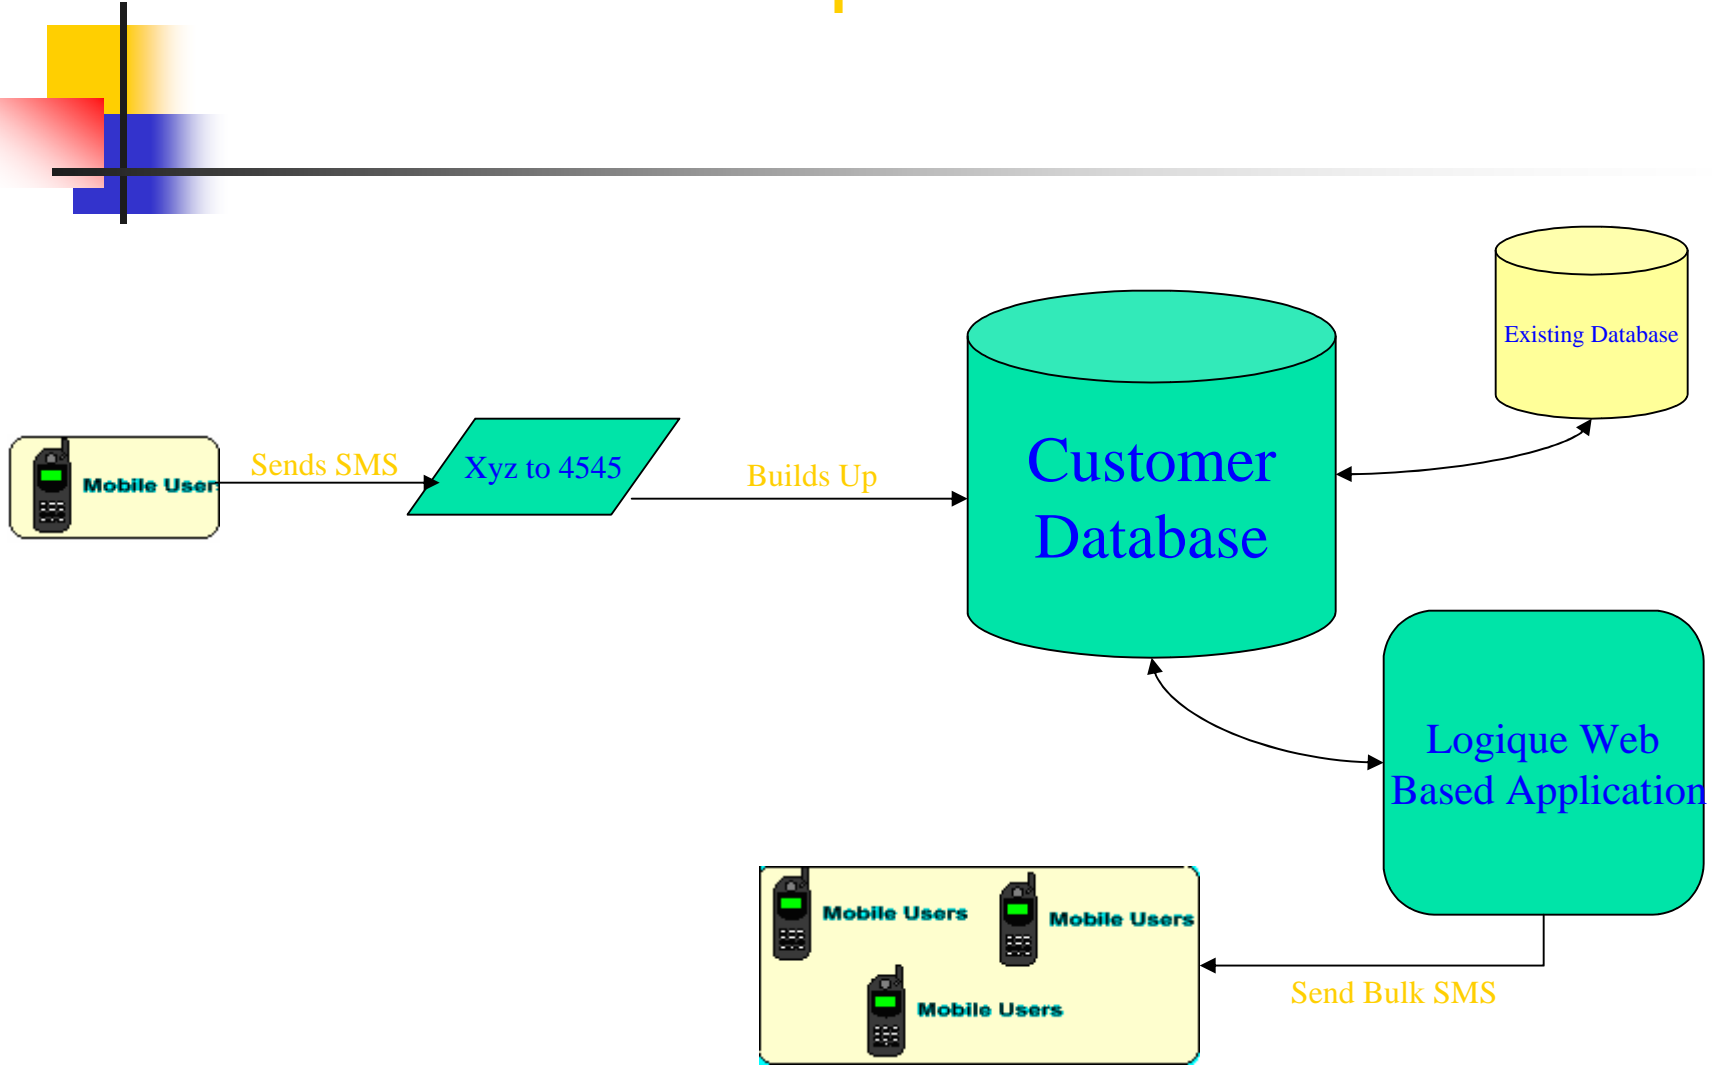 Existing Database
Customer
Database
Sends SMS
Xyz to 4545
Builds Up
Mobile User
Logique Web
Based Application
Mobile Users
Mobile Users
Mobile Users
Send Bulk SMS